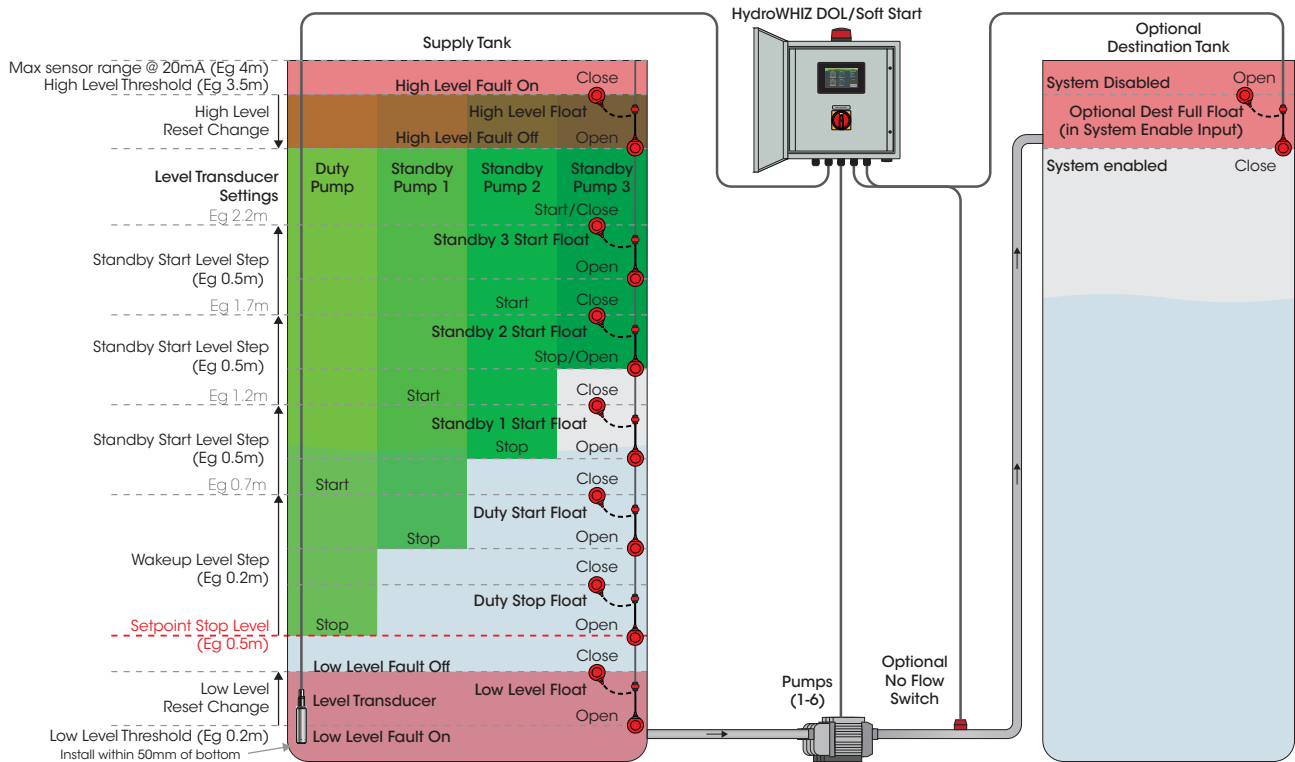 HydroWHIZ DOL/Soft Start
Supply Tank
Optional
Destination Tank
Max sensor range @ 20mA (Eg 4m)
High Level Threshold (Eg 3.5m)
High Level
Reset Change
Level Transducer
Settings
Eg 2.2m
Standby Start Level Step
(Eg 0.5m)
Eg 1.7m
Standby Start Level Step
(Eg 0.5m)
Eg 1.2m
Standby Start Level Step
(Eg 0.5m)
Eg 0.7m
Wakeup Level Step
(Eg 0.2m)
Setpoint Stop Level
(Eg 0.5m)
Low Level
Reset Change
Low Level Threshold (Eg 0.2m)
Install within 50mm of bottom
High Level Fault On
Close
High Level Float
High Level Fault Off
Open
Duty
Pump
Standby
Pump 1
Standby
Pump 2
Standby
Pump 3
Start/Close
Standby 3 Start Float
Open
Start
Close
Standby 2 Start Float
Stop/Open
Start
Close
Standby 1 Start Float
Stop
Open
Start
Close
Duty Start Float
Stop
Open
Close
Duty Stop Float
Stop
Open
Low Level Fault Off
Close
Level Transducer
Low Level Float
Open
Low Level Fault On
Pumps
(1-6)
Optional
No Flow
Switch
System Disabled
Open
Optional Dest Full Float
(in System Enable Input)
System enabled
Close